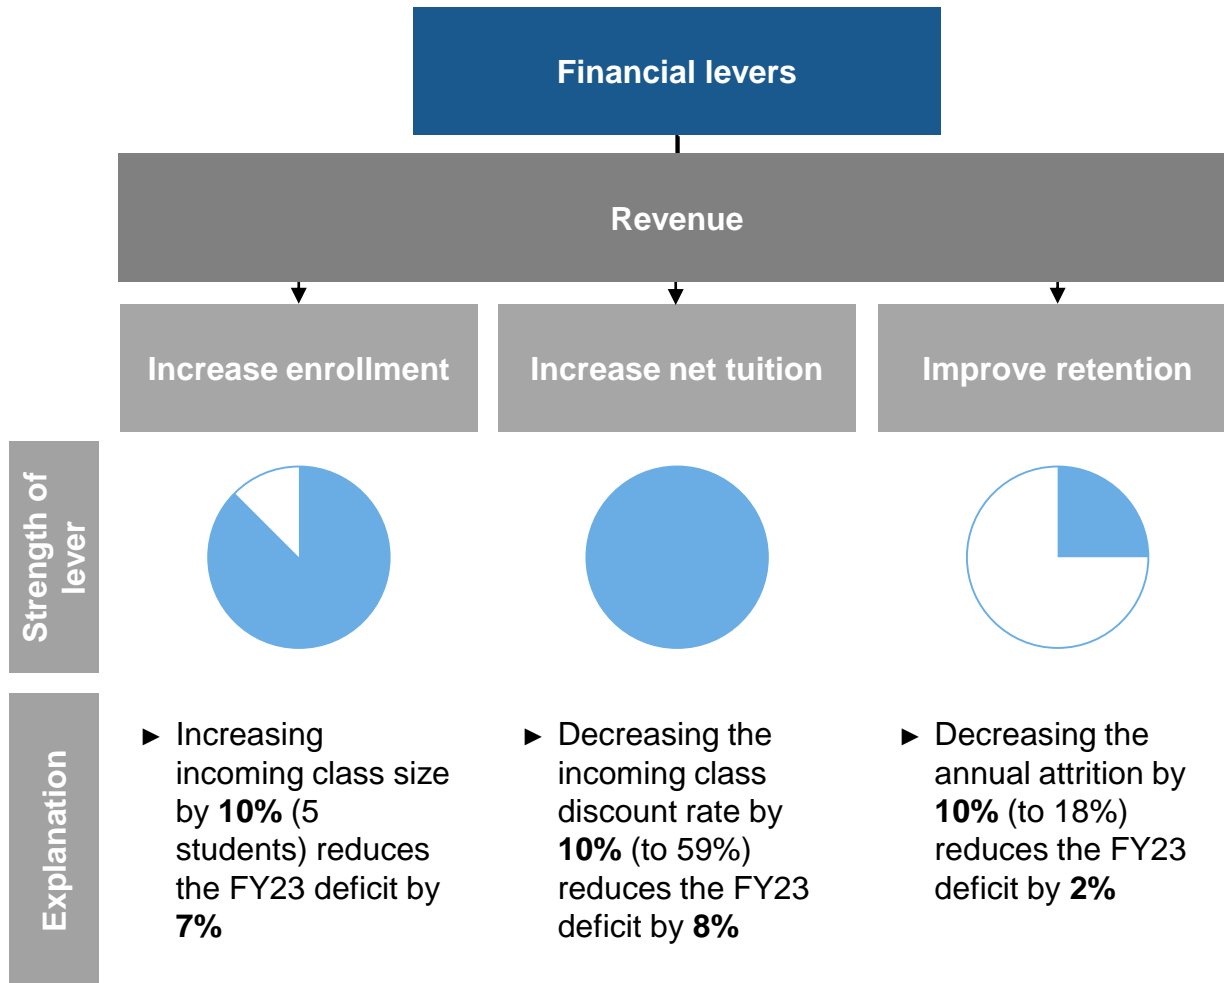 Financial levers
Revenue
Increase enrollment
Increase net tuition
Improve retention
Strength of
lever
Explanation
► Increasing
incoming class size
by 10% (5
students) reduces
the FY23 deficit by
7%
► Decreasing the
incoming class
discount rate by
10% (to 59%)
reduces the FY23
deficit by 8%
► Decreasing the
annual attrition by
10% (to 18%)
reduces the FY23
deficit by 2%